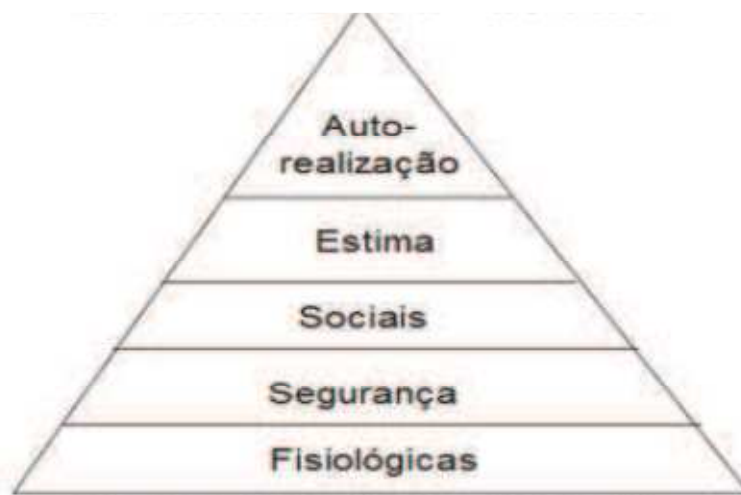 Auto-
realização
Estima
Sociais
Segurança
Fisiológicas